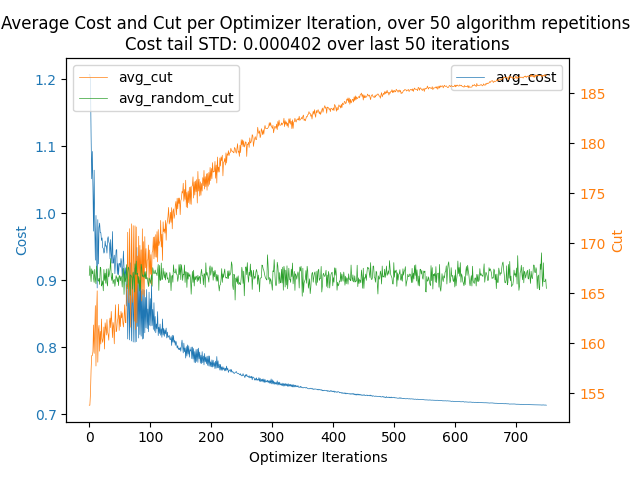 Average Cost and Cut per Optimizer Iteration, over 50 algorithm repetitions
Cost tail STD: 0.000402 over last 50 iterations
avg_cut
avg_random_cut
avg_cost
1.2
1.1
1.0
0.9
0.8
0.7
Cost
185
180
175
170
165
160
155
Cut
0 100 200 300 400 500 600 700
Optimizer Iterations